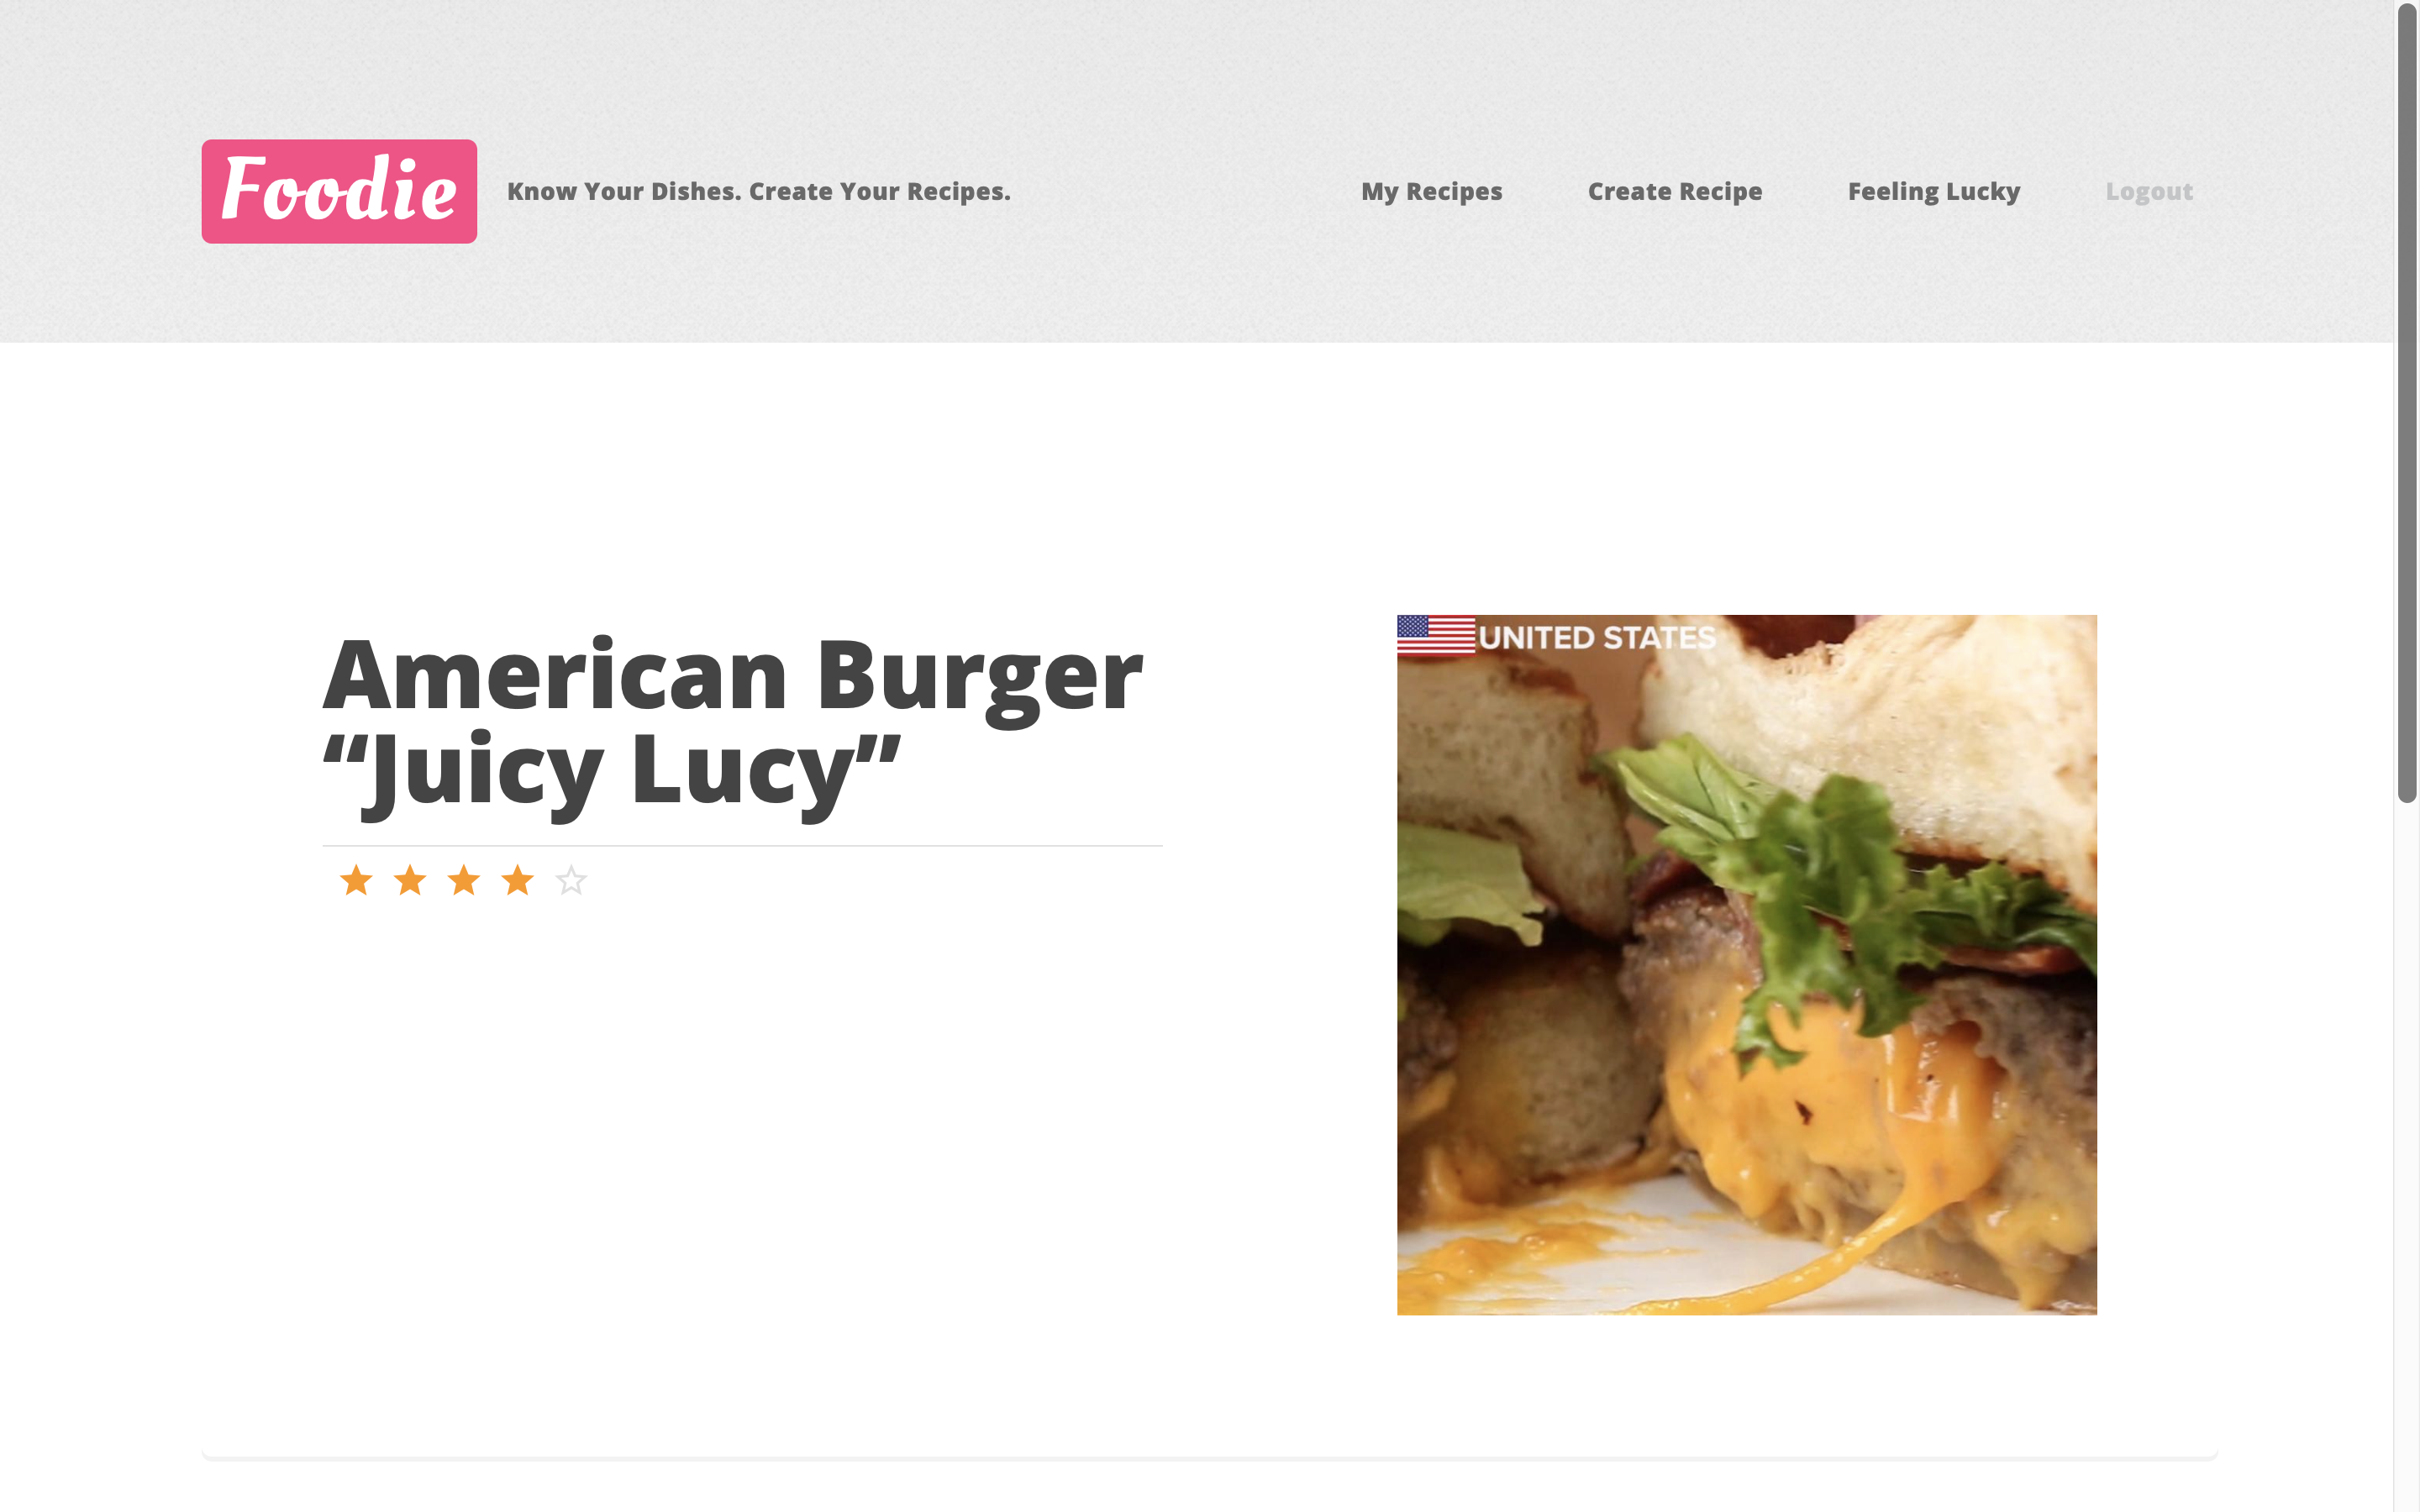 Foodie
Know Your Dishes. Create Your Recipes.
My Recipes
Create Recipe
Feeling Lucky
Logout
American Burger
“Juicy Lucy”
UNITED STATES